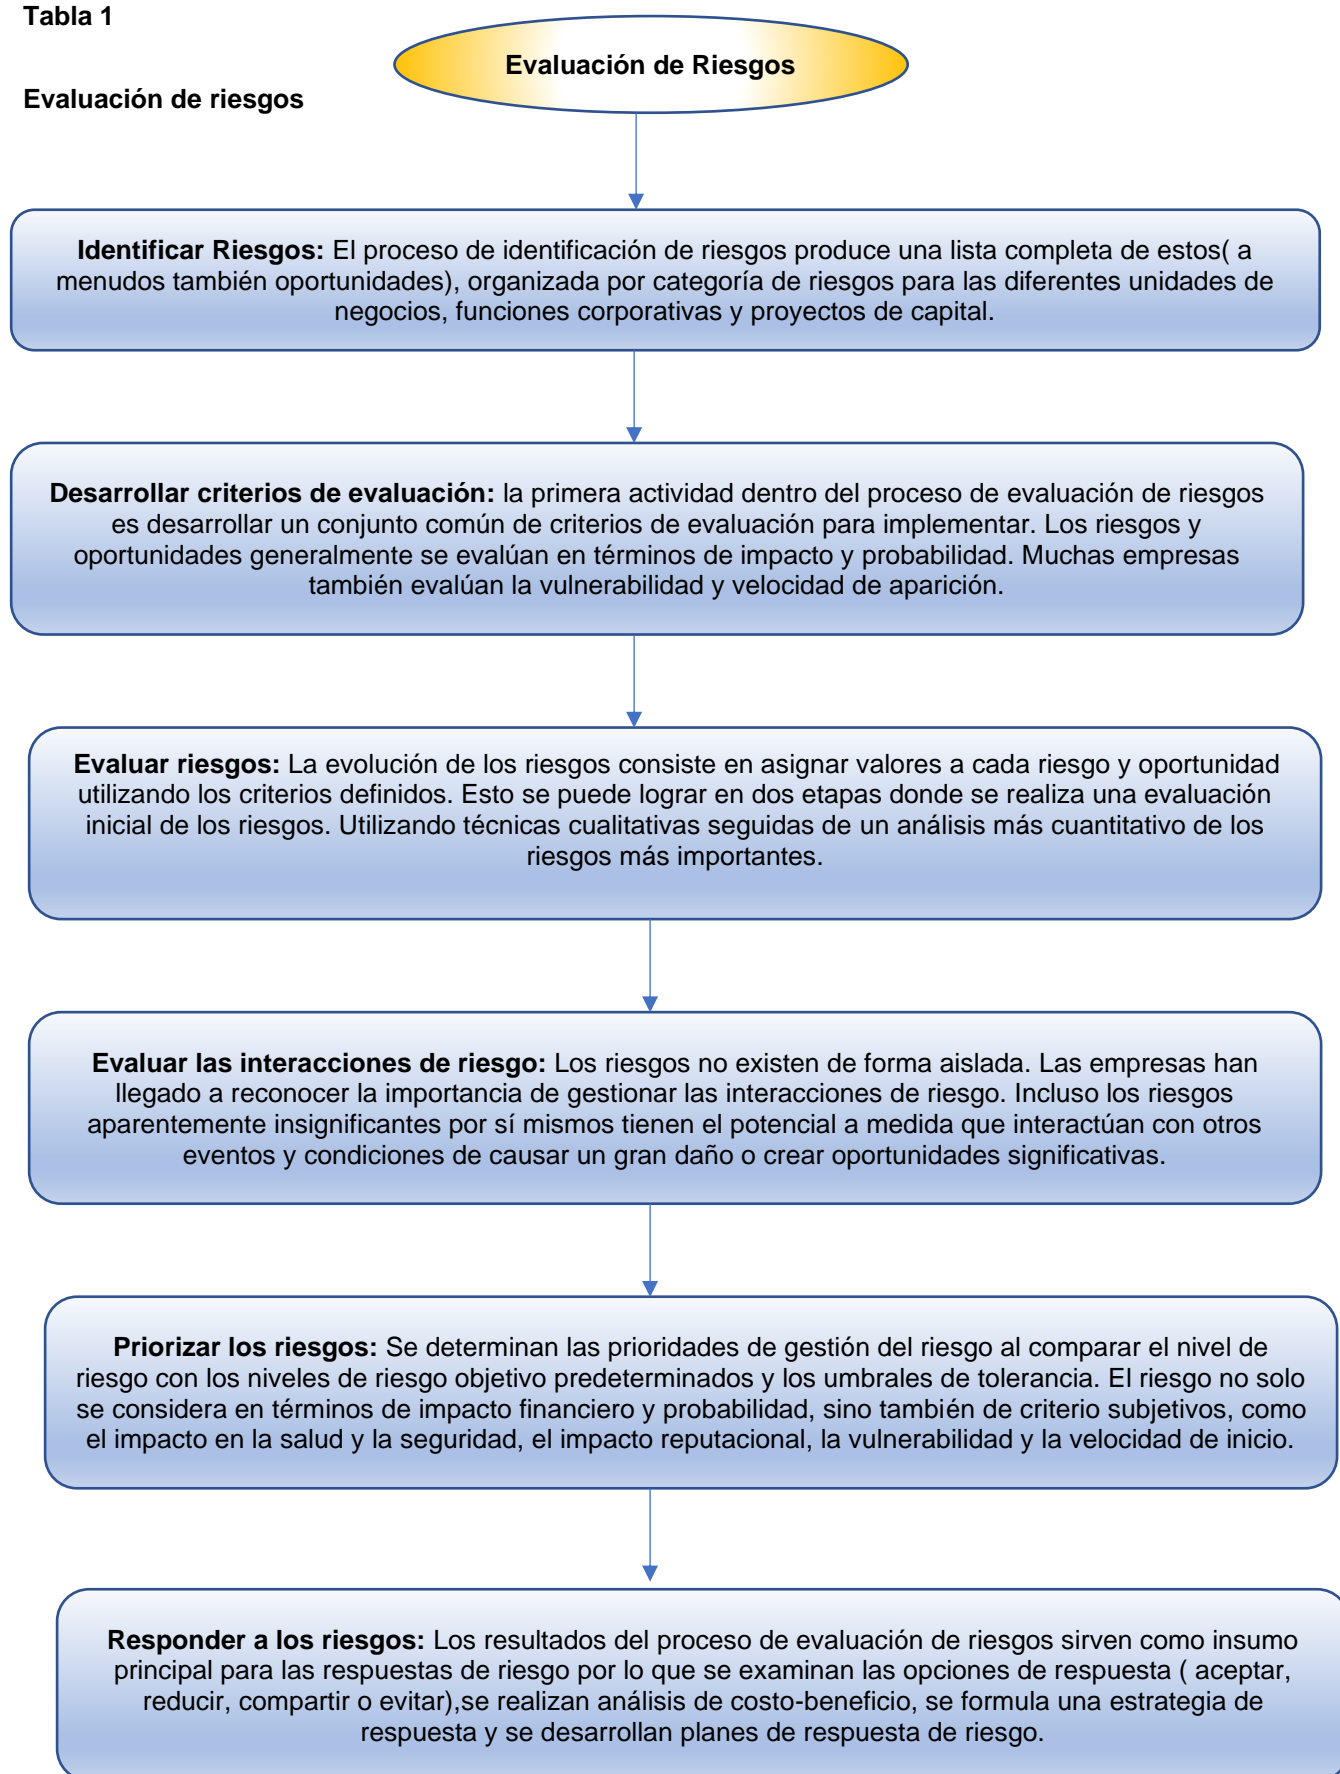 Tabla 1
Evaluación de Riesgos
Evaluación de riesgos
Identificar Riesgos: El proceso de identificación de riesgos produce una lista completa de estos( a
menudos también oportunidades), organizada por categoría de riesgos para las diferentes unidades de
negocios, funciones corporativas y proyectos de capital.
Desarrollar criterios de evaluación: la primera actividad dentro del proceso de evaluación de riesgos
es desarrollar un conjunto común de criterios de evaluación para implementar. Los riesgos y
oportunidades generalmente se evalúan en términos de impacto y probabilidad. Muchas empresas
también evalúan la vulnerabilidad y velocidad de aparición.
Evaluar riesgos: La evolución de los riesgos consiste en asignar valores a cada riesgo y oportunidad
utilizando los criterios definidos. Esto se puede lograr en dos etapas donde se realiza una evaluación
inicial de los riesgos. Utilizando técnicas cualitativas seguidas de un análisis más cuantitativo de los
riesgos más importantes.
Evaluar las interacciones de riesgo: Los riesgos no existen de forma aislada. Las empresas han
llegado a reconocer la importancia de gestionar las interacciones de riesgo. Incluso los riesgos
aparentemente insignificantes por sí mismos tienen el potencial a medida que interactúan con otros
eventos y condiciones de causar un gran daño o crear oportunidades significativas.
Priorizar los riesgos: Se determinan las prioridades de gestión del riesgo al comparar el nivel de
riesgo con los niveles de riesgo objetivo predeterminados y los umbrales de tolerancia. El riesgo no solo
se considera en términos de impacto financiero y probabilidad, sino también de criterio subjetivos, como
el impacto en la salud y la seguridad, el impacto reputacional, la vulnerabilidad y la velocidad de inicio.
Responder a los riesgos: Los resultados del proceso de evaluación de riesgos sirven como insumo
principal para las respuestas de riesgo por lo que se examinan las opciones de respuesta ( aceptar,
reducir, compartir o evitar),se realizan análisis de costo-beneficio, se formula una estrategia de
respuesta y se desarrollan planes de respuesta de riesgo.